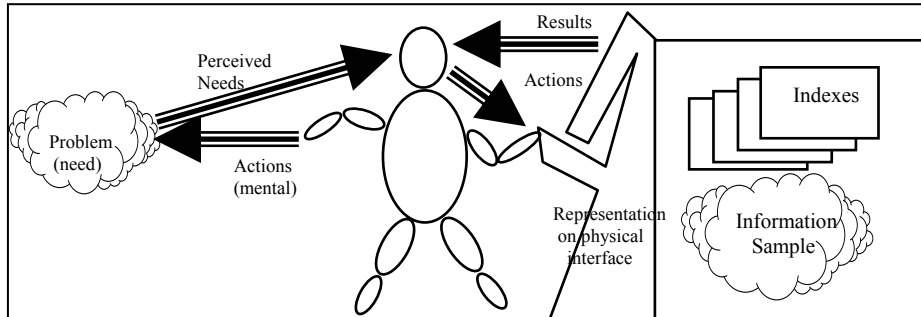 Results
Perceived
Needs
Actions
Indexes
Problem
(need)
Actions
(mental)
Representation
on physical
interface
Information
Sample